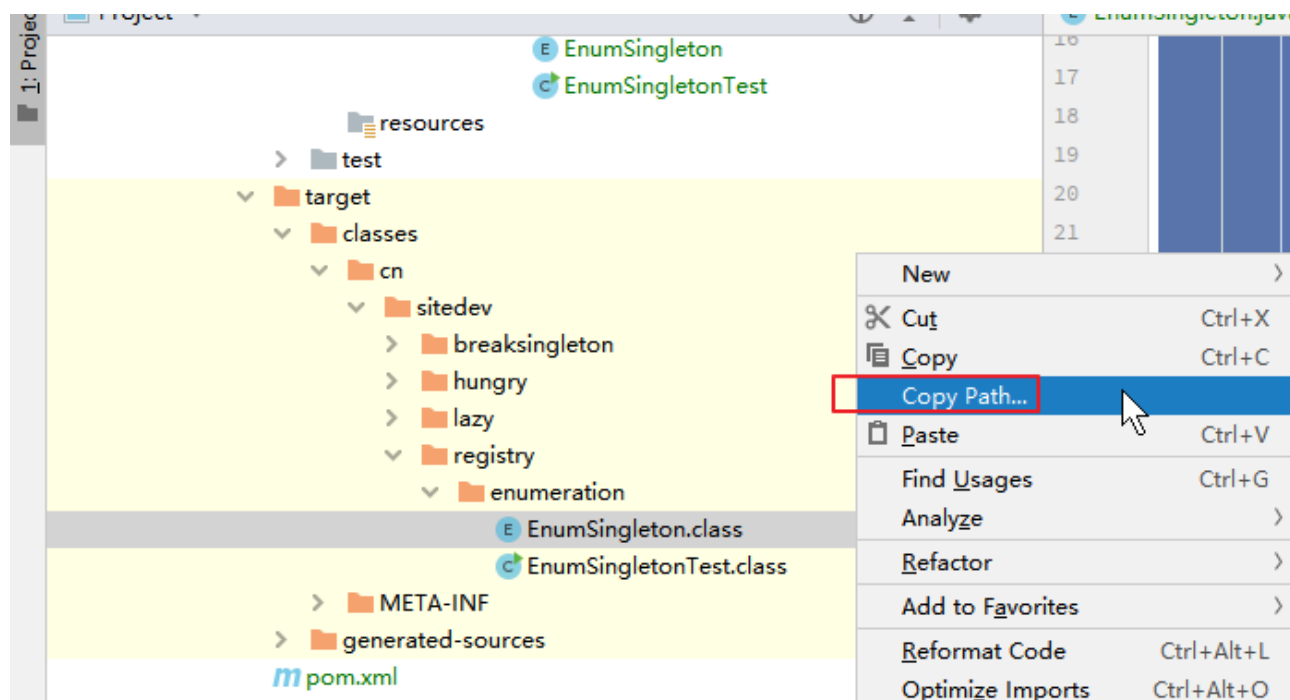 1: Project
EnumSingleton.java
EnumSingleton
EnumSingletonTest
resources
test
target
classes
cn
sitedev
breaksingleton
hungry
lazy
registry
enumeration
EnumSingleton.class
EnumSingletonTest.class
META-INF
generated-sources
pom.xml
16
17
18
19
20
21
New
Cut Ctrl+X
Copy Ctrl+C
Copy Path...
Paste Ctrl+V
Find Usages Ctrl+G
Analyze
Refactor
Add to Favorites
Reformat Code Ctrl+Alt+L
Optimize Imports Ctrl+Alt+O